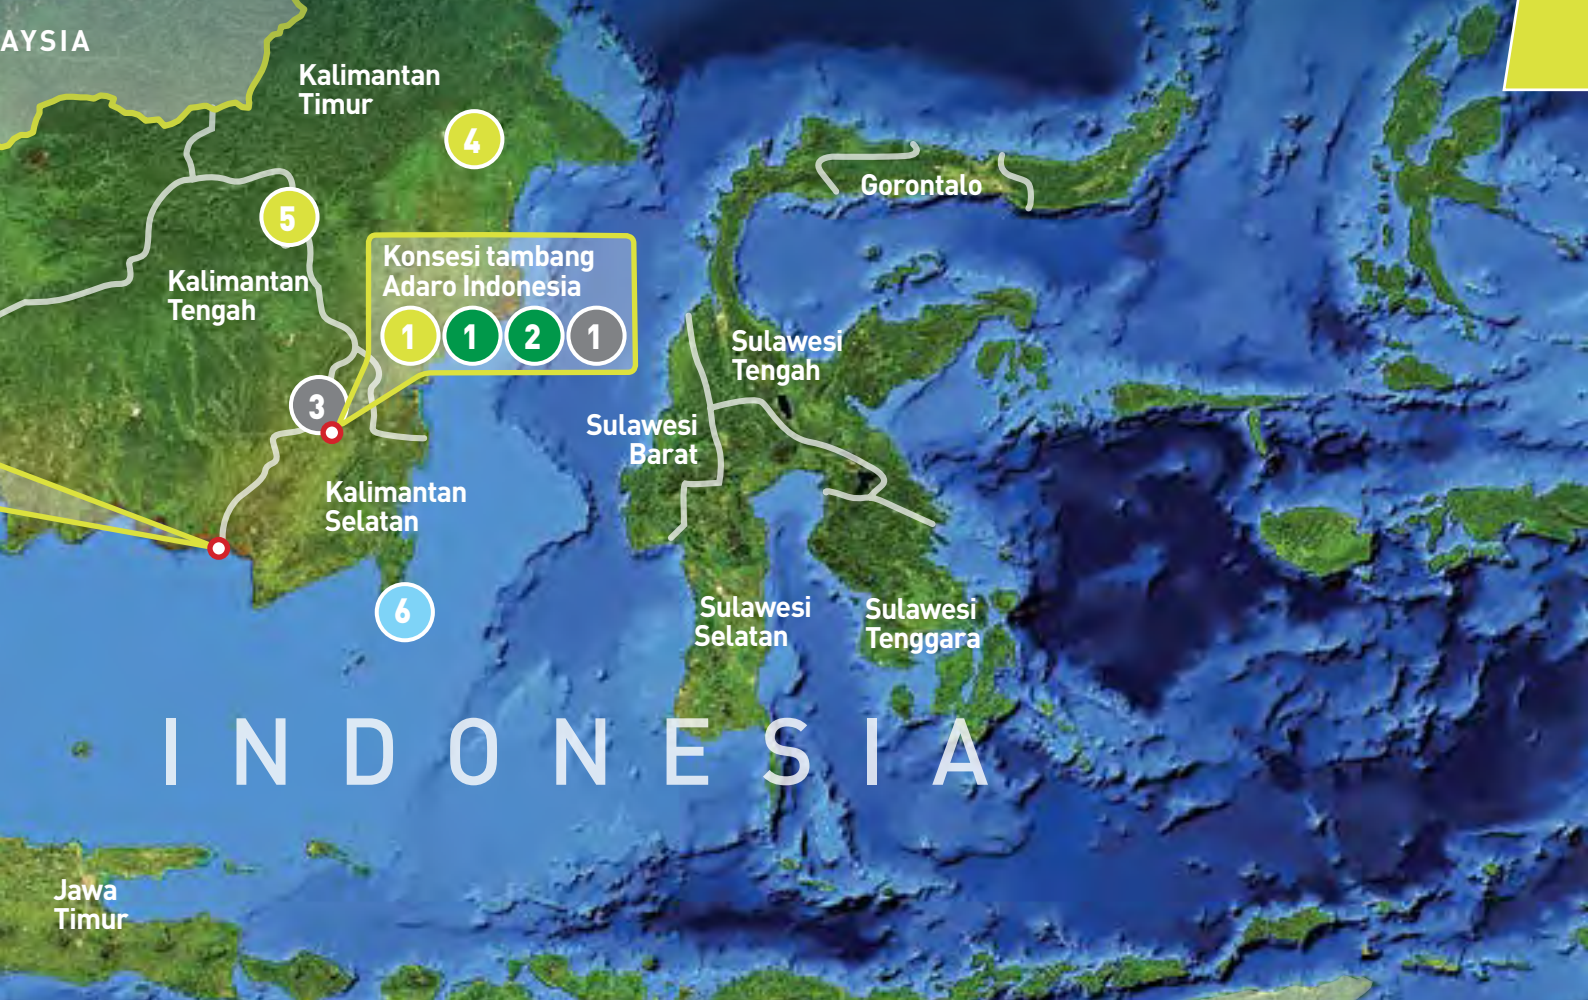 AYSIA
Kalimantan
Timur
4
5
Konsesi tambang
Adaro Indonesia
1 1 2 1
Kalimantan
Tengah
3
Kalimantan
Selatan
6
Gorontalo
Sulawesi
Tengah
Sulawesi
Barat
Sulawesi
Selatan
Sulawesi
Tenggara
INDONESIA
Jawa
Timur